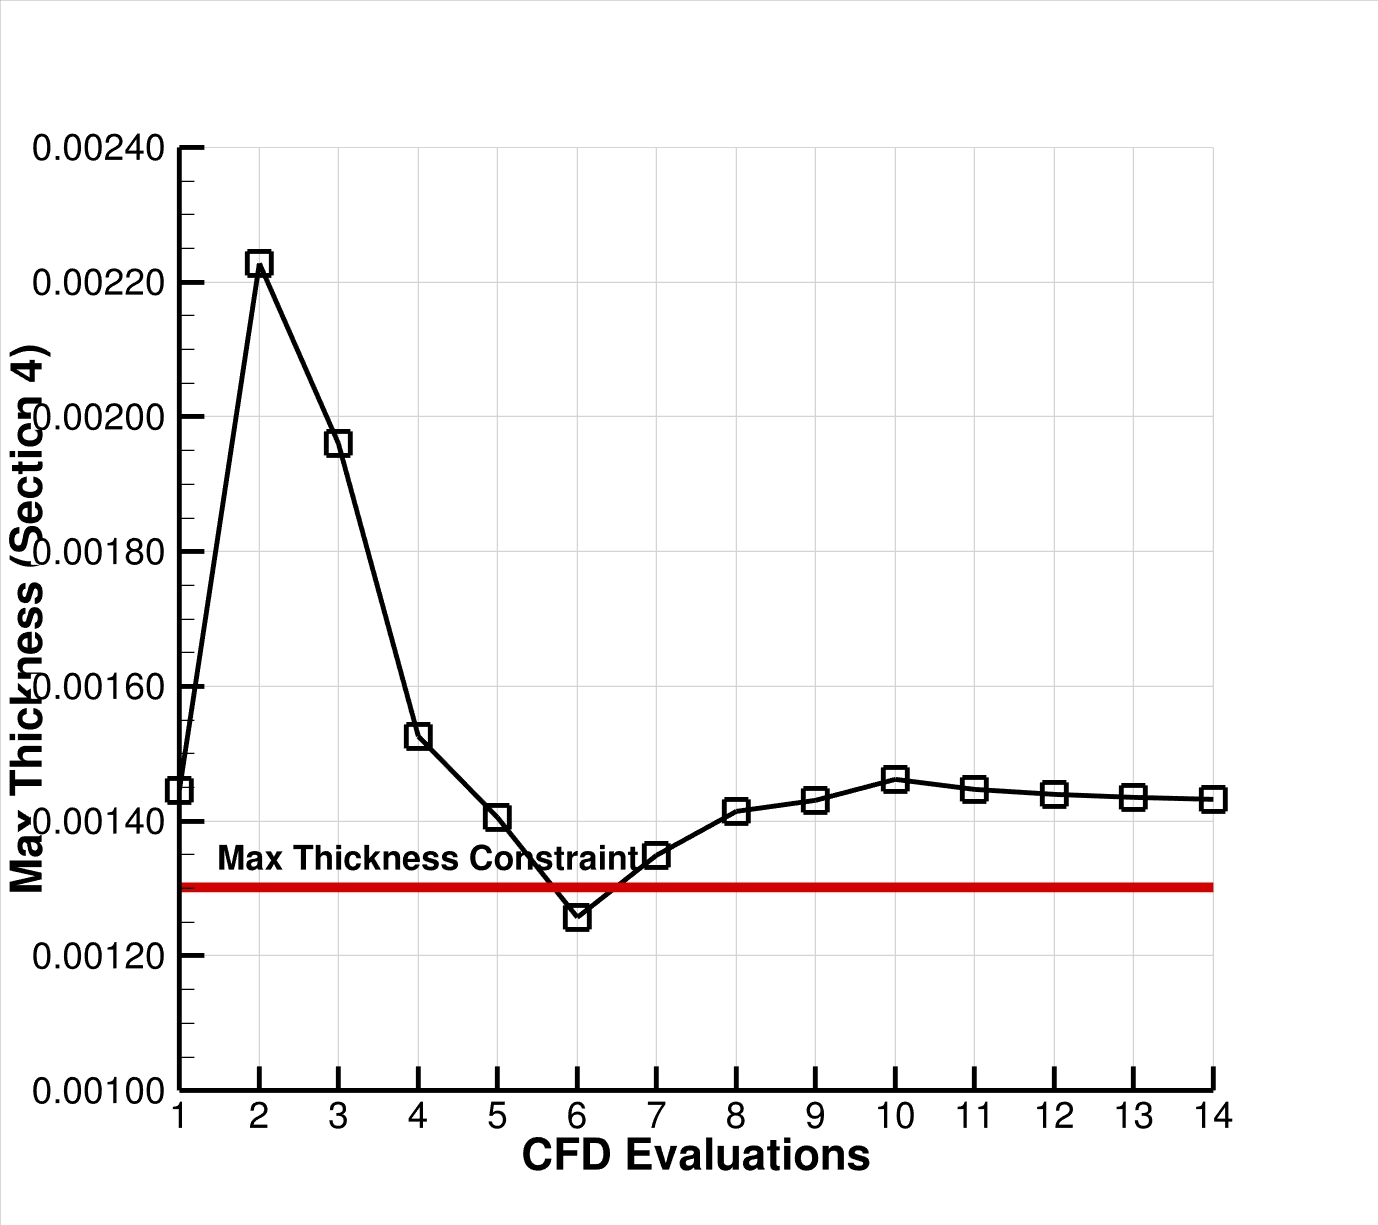 0.00240
0.00220
0.00200
0.00180
0.00160
0.00140
0.00120
0.00100
Max Thickness (Section 4)
Max Thickness Constraint
1 2 3 4 5 6 7 8 9 10 11 12 13 14
CFD Evaluations